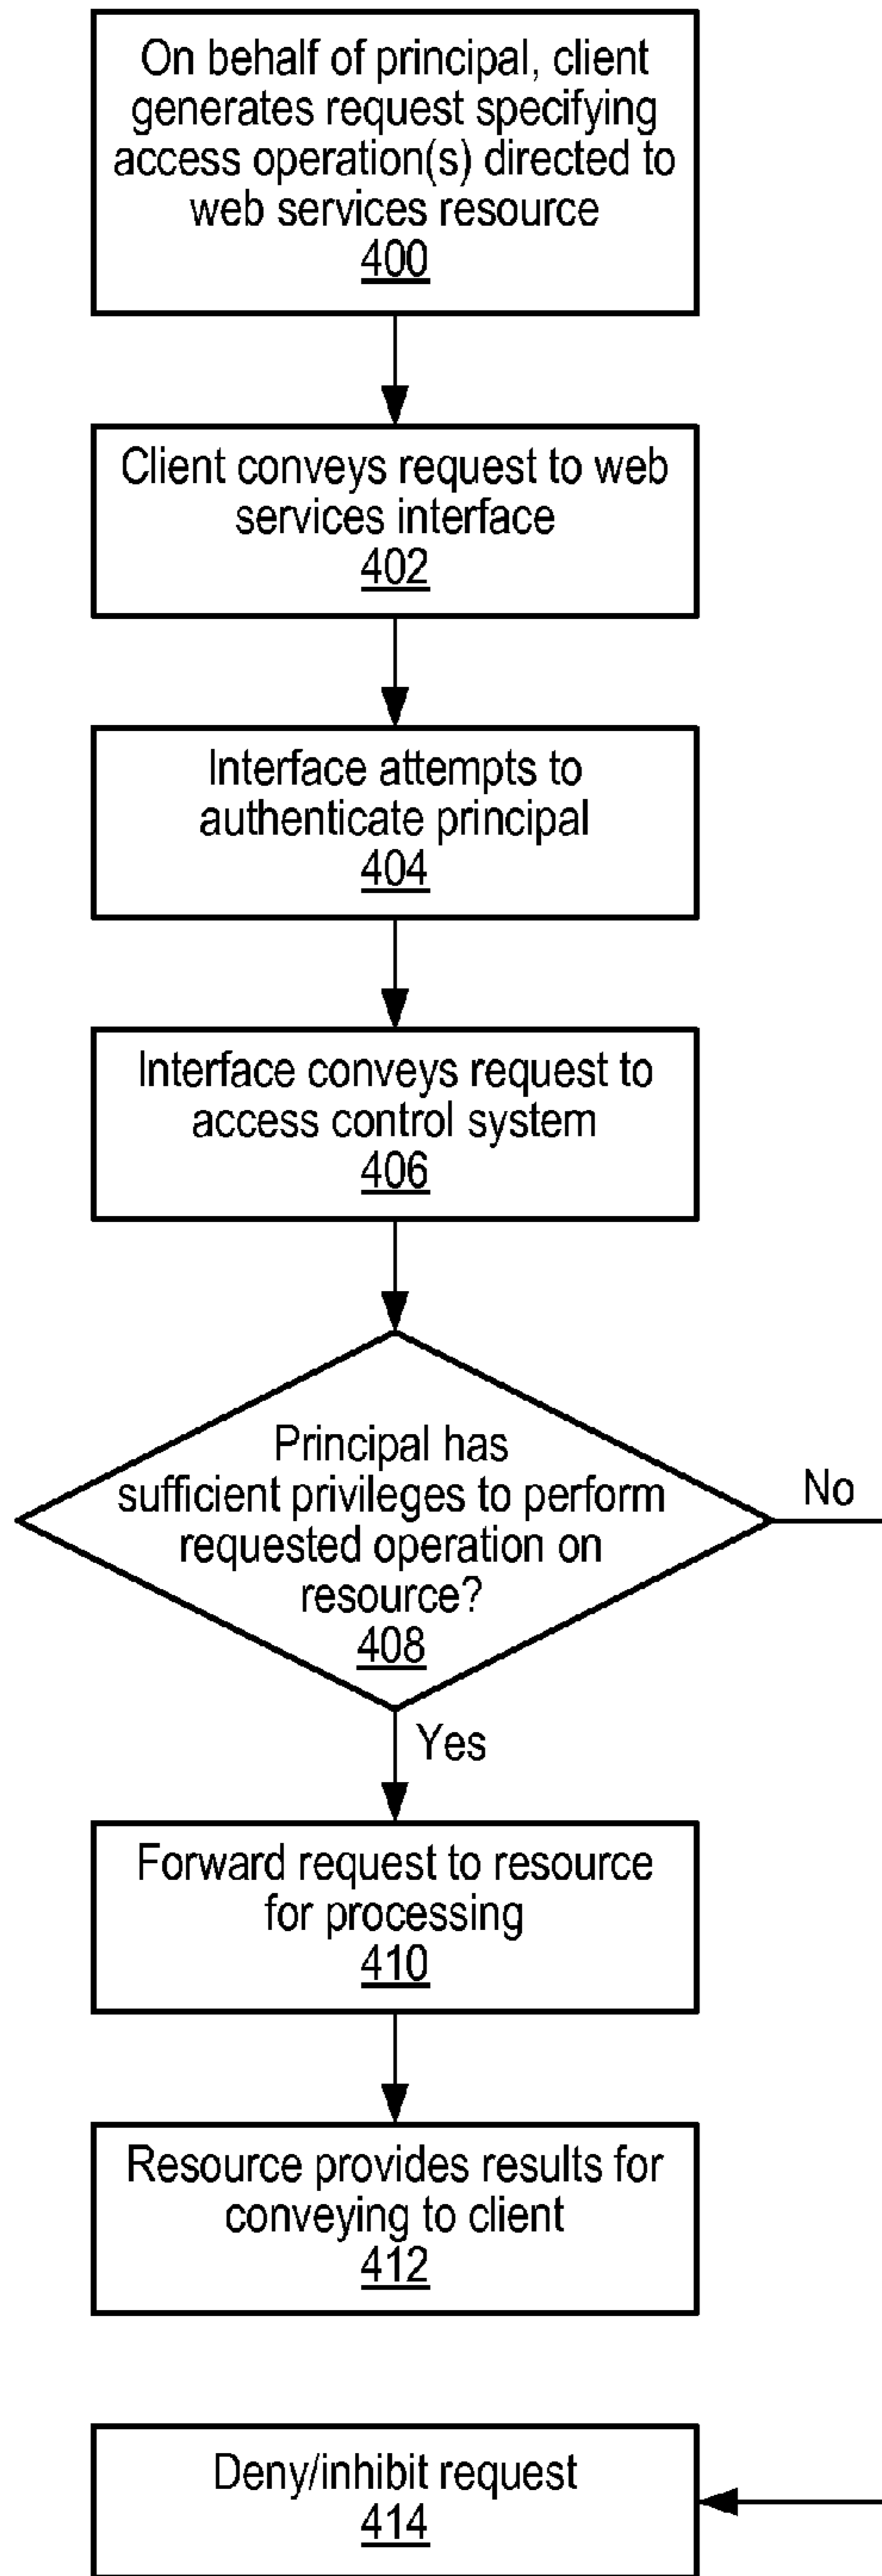 On behalf of principal, client
generates request specifying
access operation(s) directed to
web services resource
400
Client conveys request to web
services interface
402
Interface attempts to
authenticate principal
404
Interface conveys request to
access control system
406
Principal has
sufficient privileges to perform
requested operation on
resource?
408
No
Yes
Forward request to resource
for processing
410
Resource provides results for
conveying to client
412
Deny/inhibit request
414